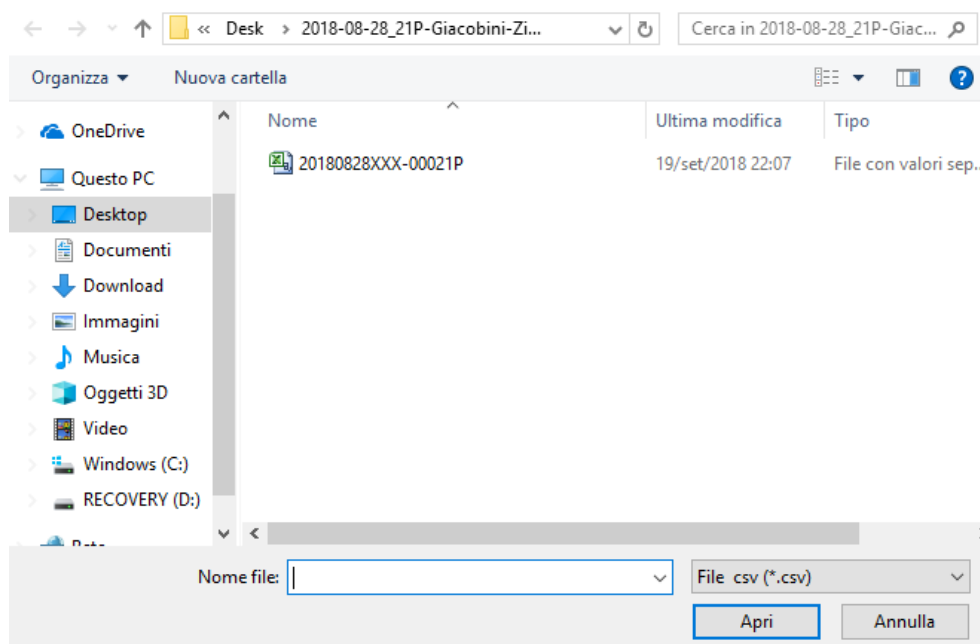 « Desk › 2018-08-28_21P-Giacobini-Zi... Cerca in 2018-08-28_21P-Giac...
Organizza Nuova cartella
Nome Ultima modifica Tipo
20180828XXX-00021P 19/set/2018 22:07 File con valori sep..
OneDrive
Questo PC
Desktop
Documenti
Download
Immagini
Musica
Oggetti 3D
Video
Windows (C:)
RECOVERY (D:)
Nome file: File csv (*.csv)
Apri Annulla